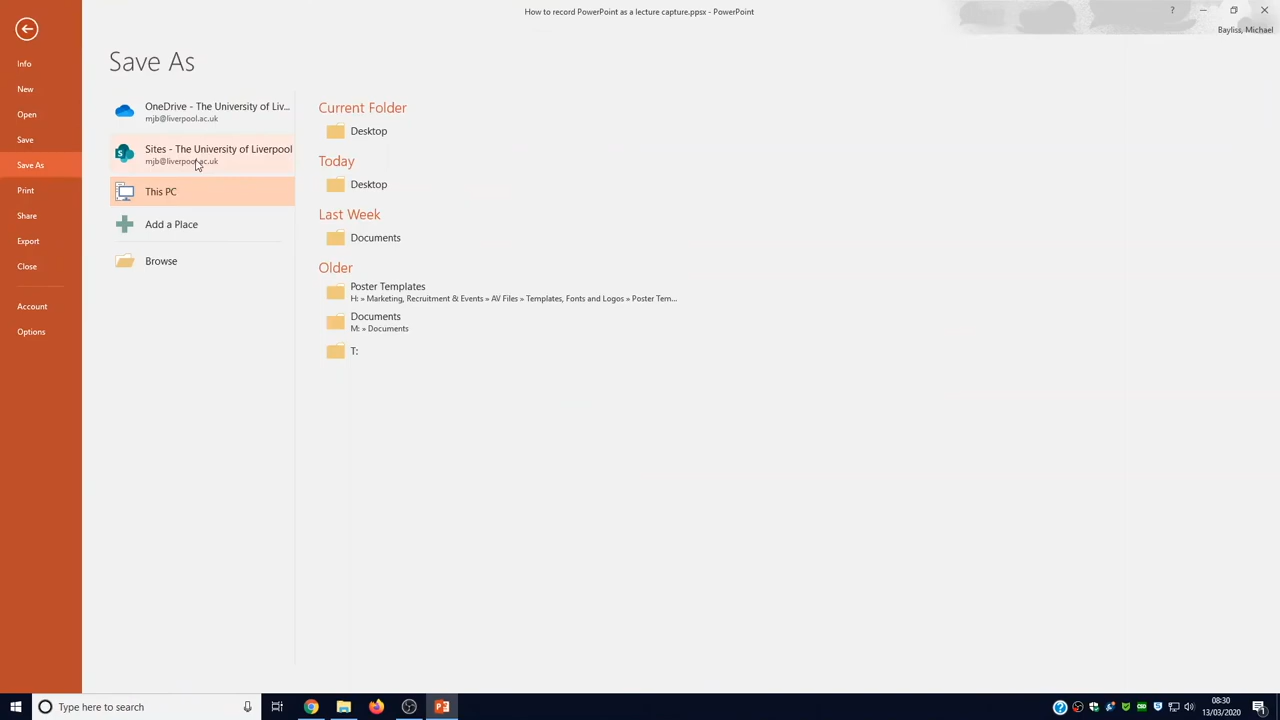 How to record PowerPoint as a lecture capture.ppsx - PowerPoint
?
Bayliss, Michael
Info
New
Open
Save
Save As
Print
Share
Export
Close
Account
Options
Save As
OneDrive - The University of Liv...
mjb@liverpool.ac.uk
Sites - The University of Liverpool
mjb@liverpool.ac.uk
This PC
Add a Place
Browse
Current Folder
Desktop
Today
Desktop
Last Week
Documents
Older
Poster Templates
H: » Marketing, Recruitment & Events » AV Files » Templates, Fonts and Logos » Poster Tem...
Documents
M: » Documents
T:
Type here to search
08:30
13/03/2020